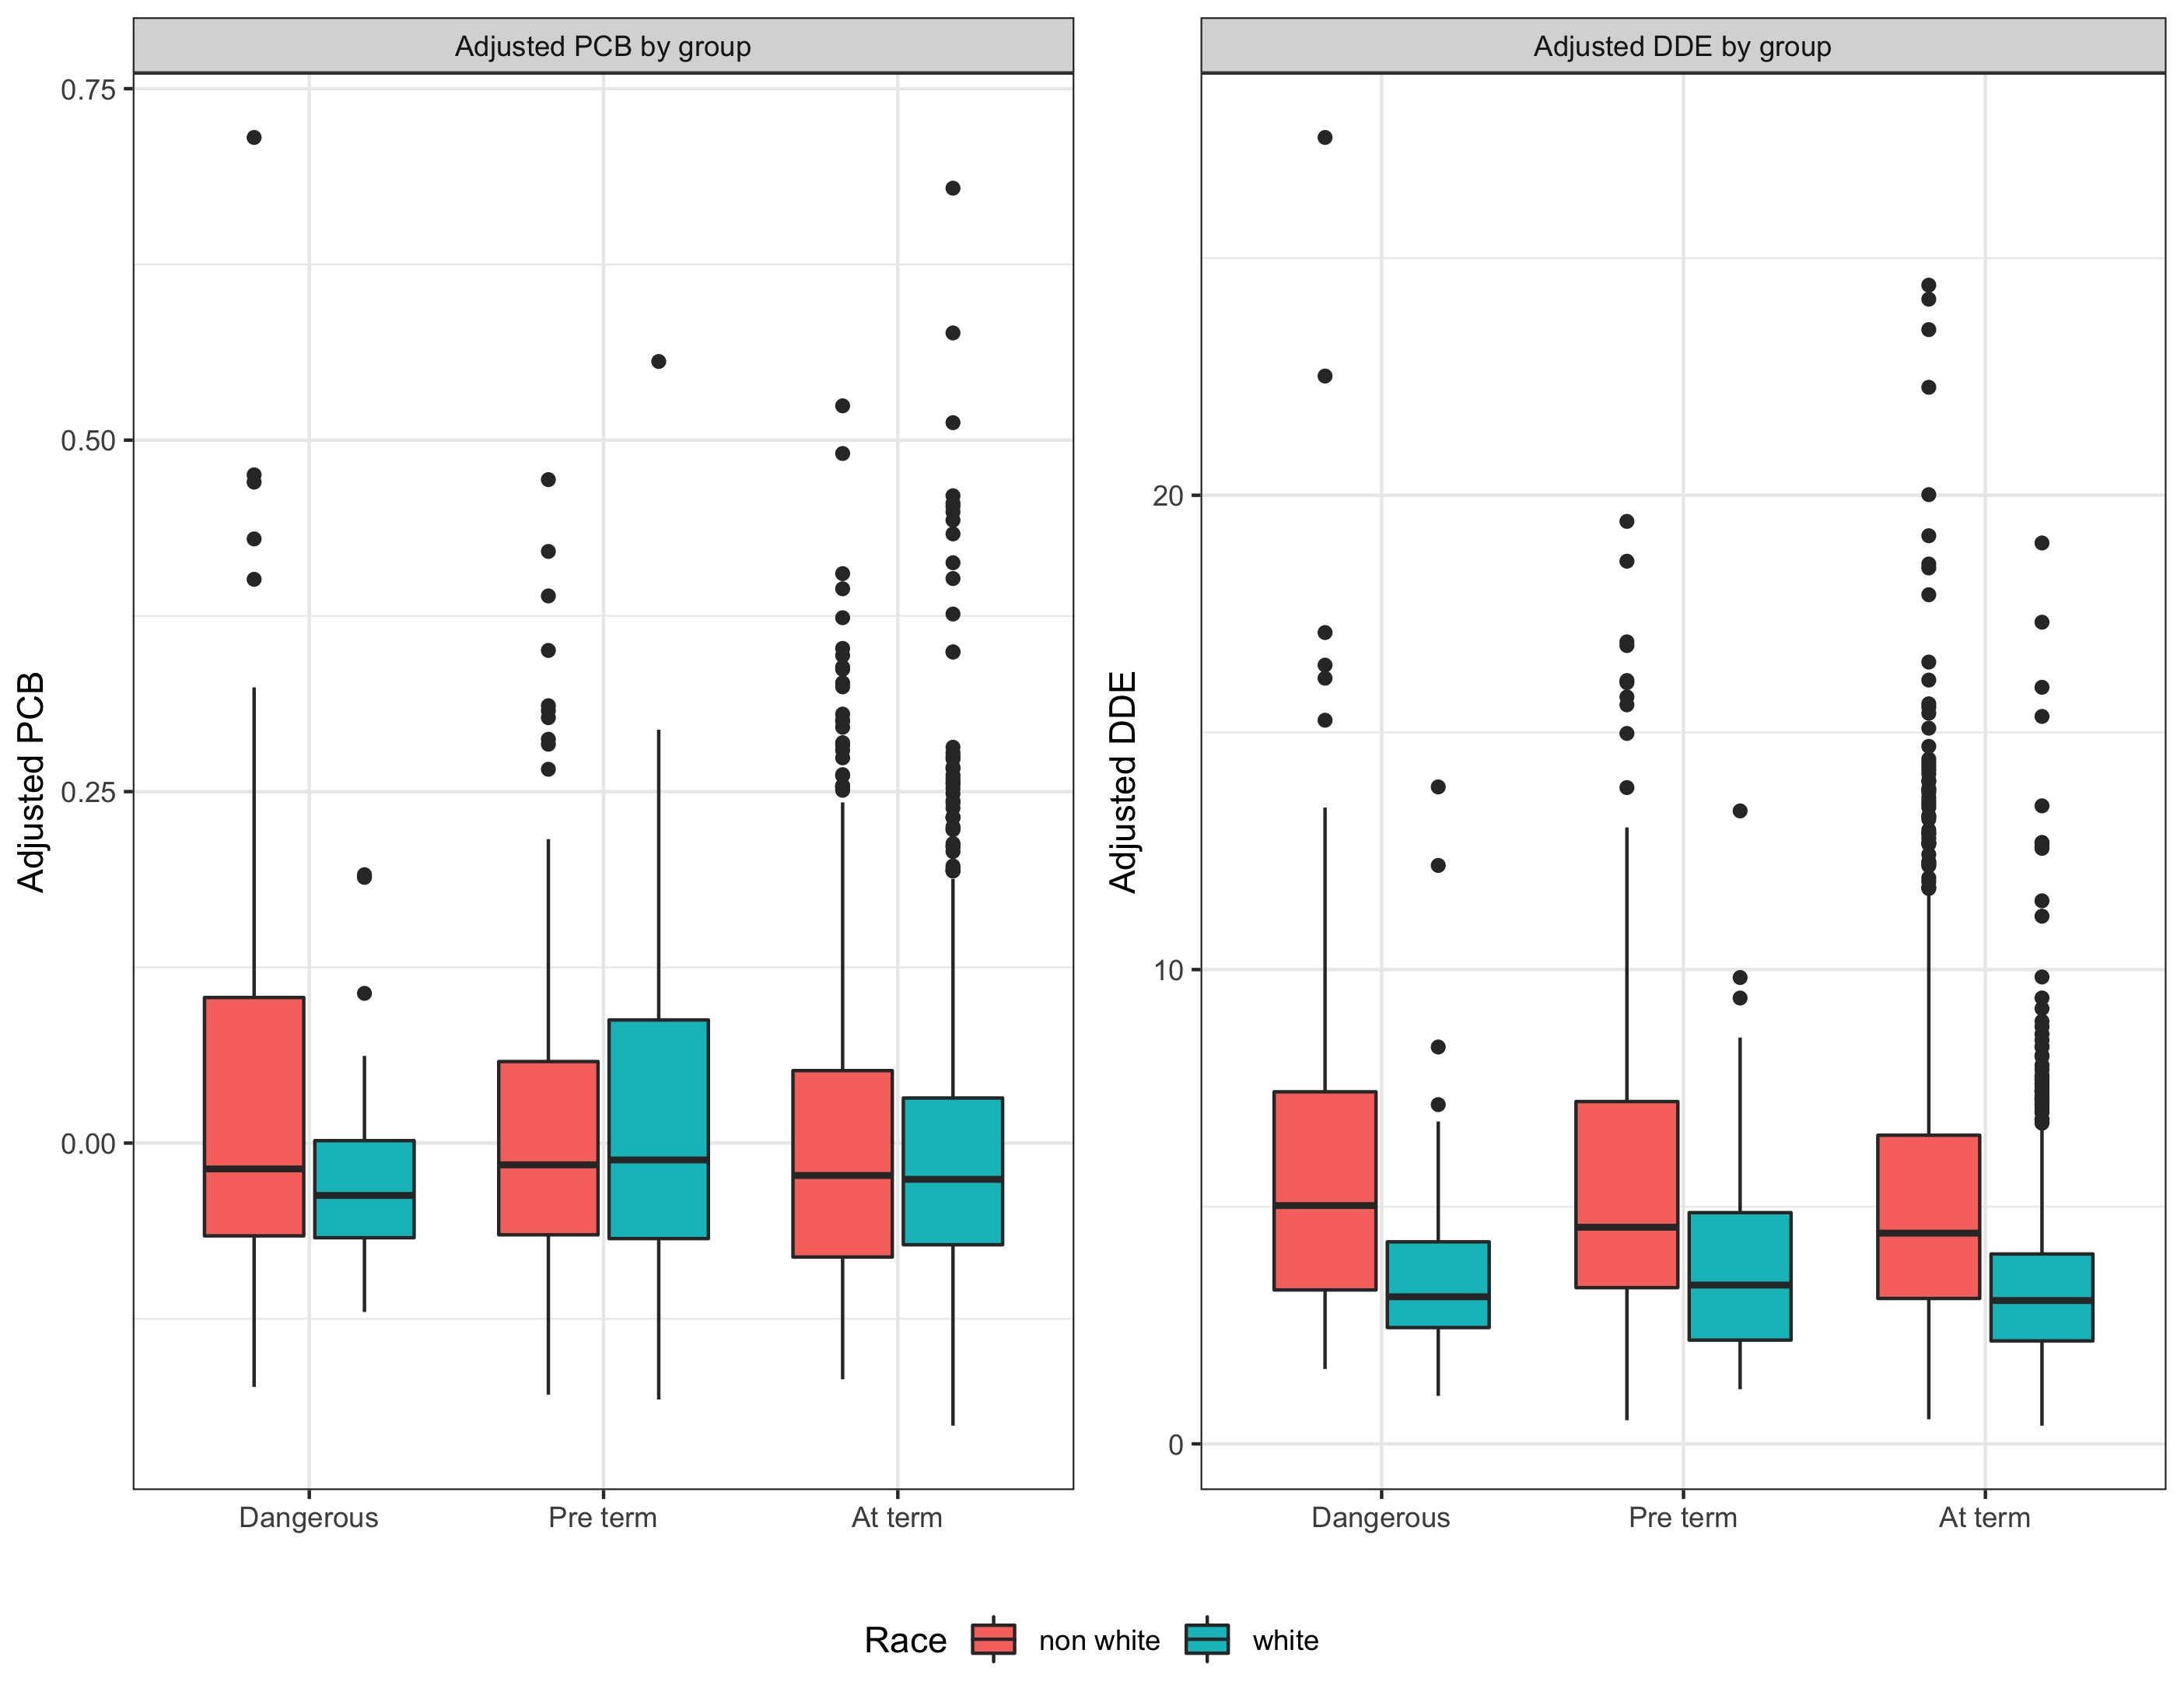 Adjusted PCB by group
Adjusted PCB
0.75
0.50
0.25
0.00
Dangerous Pre term At term
Adjusted DDE by group
Adjusted DDE
20
10
0
Dangerous Pre term At term
Race non white white